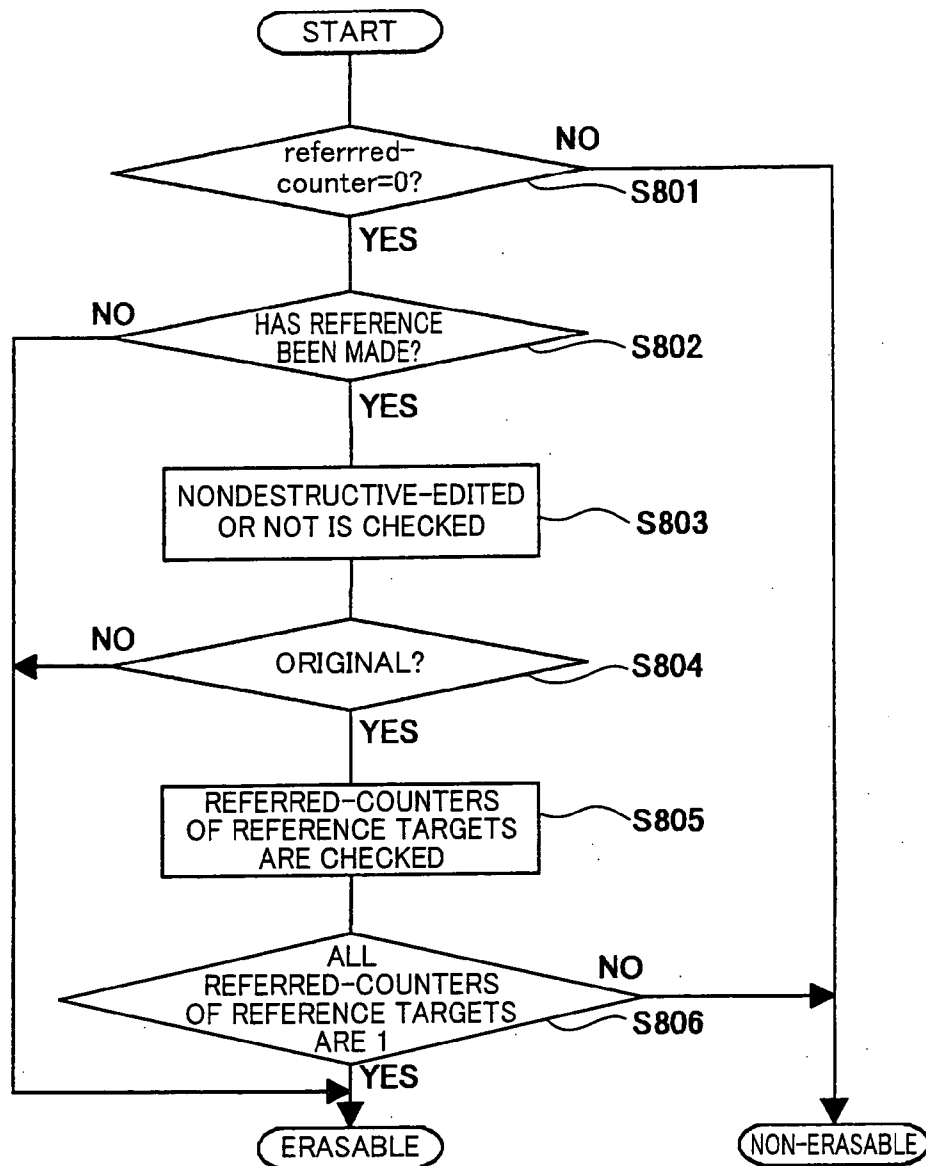 START
referrred-
counter=0?
NO
S801
YES
NO
HAS REFERENCE
BEEN MADE?
S802
YES
NONDESTRUCTIVE-EDITED
OR NOT IS CHECKED
S803
NO
ORIGINAL?
S804
YES
REFERRED-COUNTERS
OF REFERENCE TARGETS
ARE CHECKED
S805
ALL
REFERRED-COUNTERS
OF REFERENCE TARGETS
ARE 1
NO
S806
YES
ERASABLE
NON-ERASABLE